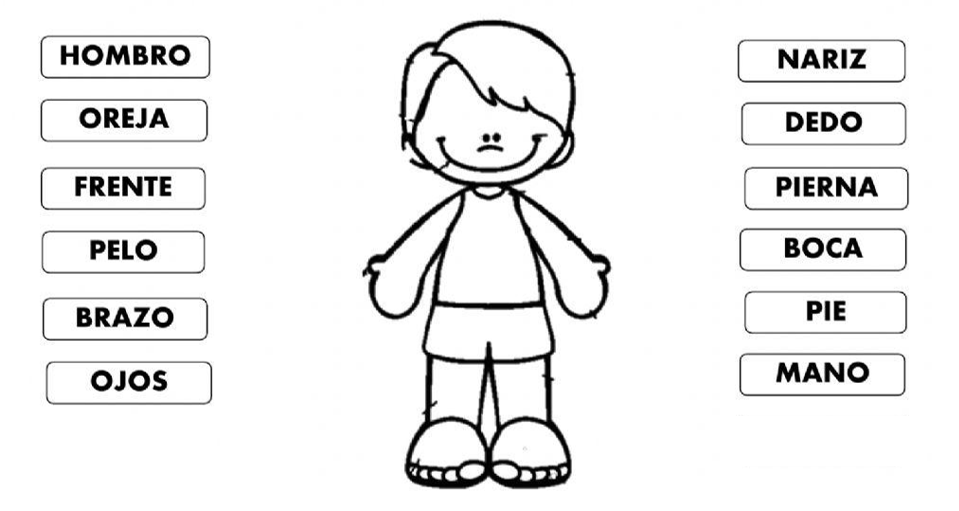 HOMBRO
OREJA
FRENTE
PELO
BRAZO
OJOS
NARIZ
DEDO
PIERNA
BOCA
PIE
MANO